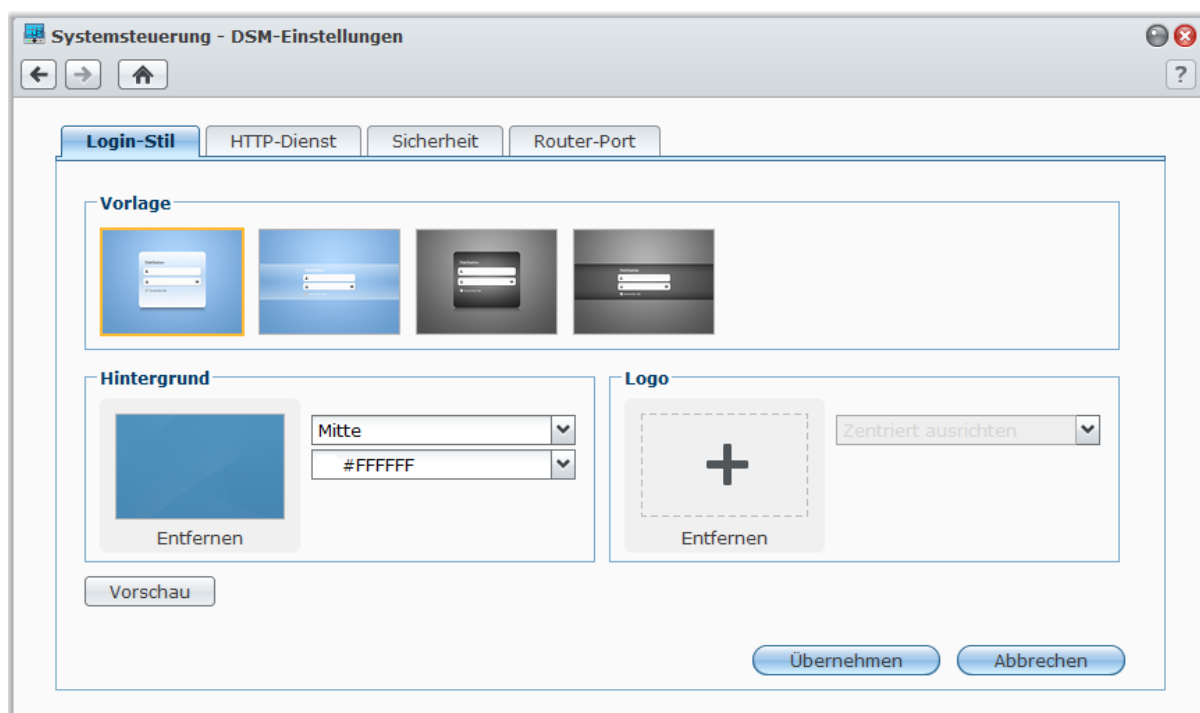 Systemsteuerung - DSM-Einstellungen
?
Login-Stil HTTP-Dienst Sicherheit Router-Port
Vorlage
Hintergrund
Mitte
#FFFFFF
Entfernen
Logo
Zentriert ausrichten
Entfernen
Vorschau
Übernehmen Abbrechen